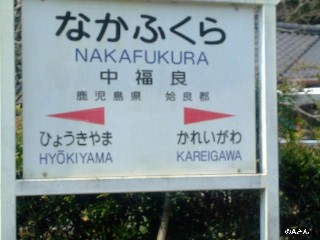 なかふくら
NAKAFUKURA
中福良
鹿児島県 姶良郡
ひょうきやま かれいがわ
HYŌKIYAMA KAREIGAWA